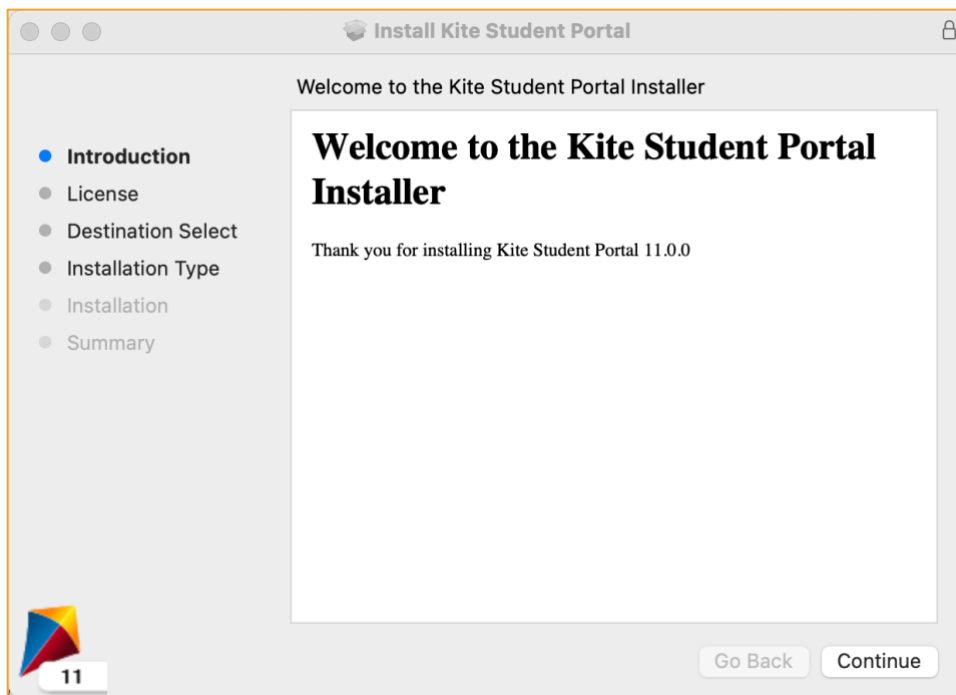 Install Kite Student Portal
Welcome to the Kite Student Portal Installer
Introduction
License
Destination Select
Installation Type
Installation
Summary
Welcome to the Kite Student Portal
Installer
Thank you for installing Kite Student Portal 11.0.0
11
Go Back
Continue